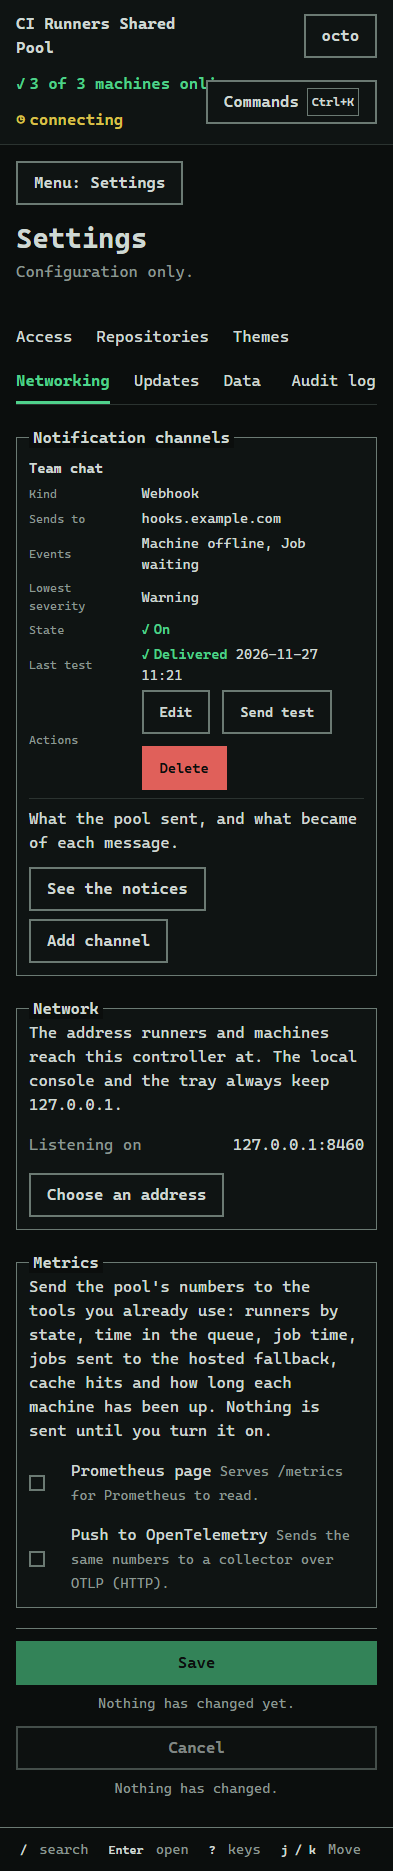 CI Runners Shared
Pool
octo
✓ 3 of 3 machines onli
Commands Ctrl+K
connecting
Menu: Settings
Settings
Configuration only.
Access Repositories Themes
Networking Updates Data Audit log
Notification channels
Team chat
Kind Webhook
Sends to hooks.example.com
Events Machine offline, Job
waiting
Lowest
severity Warning
State ✓ On
Last test ✓ Delivered 2026-11-27
11:21
Edit Send test
Actions
Delete
What the pool sent, and what became
of each message.
See the notices
Add channel
Network
The address runners and machines
reach this controller at. The local
console and the tray always keep
127.0.0.1.
Listening on 127.0.0.1:8460
Choose an address
Metrics
Send the pool's numbers to the
tools you already use: runners by
state, time in the queue, job time,
jobs sent to the hosted fallback,
cache hits and how long each
machine has been up. Nothing is
sent until you turn it on.
Prometheus page Serves /metrics
for Prometheus to read.
Push to OpenTelemetry Sends the
same numbers to a collector over
OTLP (HTTP).
Save
Nothing has changed yet.
Cancel
Nothing has changed.
/ search Enter open ? keys j / k Move